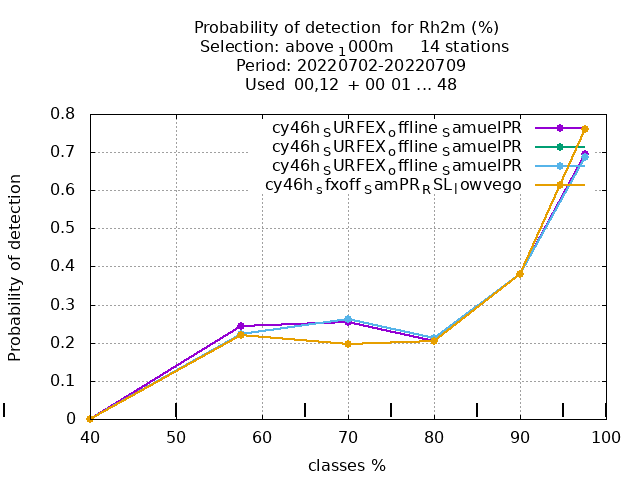 Probability of detection for Rh2m (%)
Selection: above 1000m 14 stations
Period: 20220702-20220709
Used 00,12 + 00 01 ... 48
0.8
0.7
0.6
0.5
0.4
0.3
0.2
0.1
0
Probability of detection
cy46h SURFEX offline SamuelPR
cy46h SURFEX offline SamuelPR
cy46h SURFEX offline SamuelPR
cy46h sfxoff SamPR RSL lowvego
40 50 60 70 80 90 100
classes %